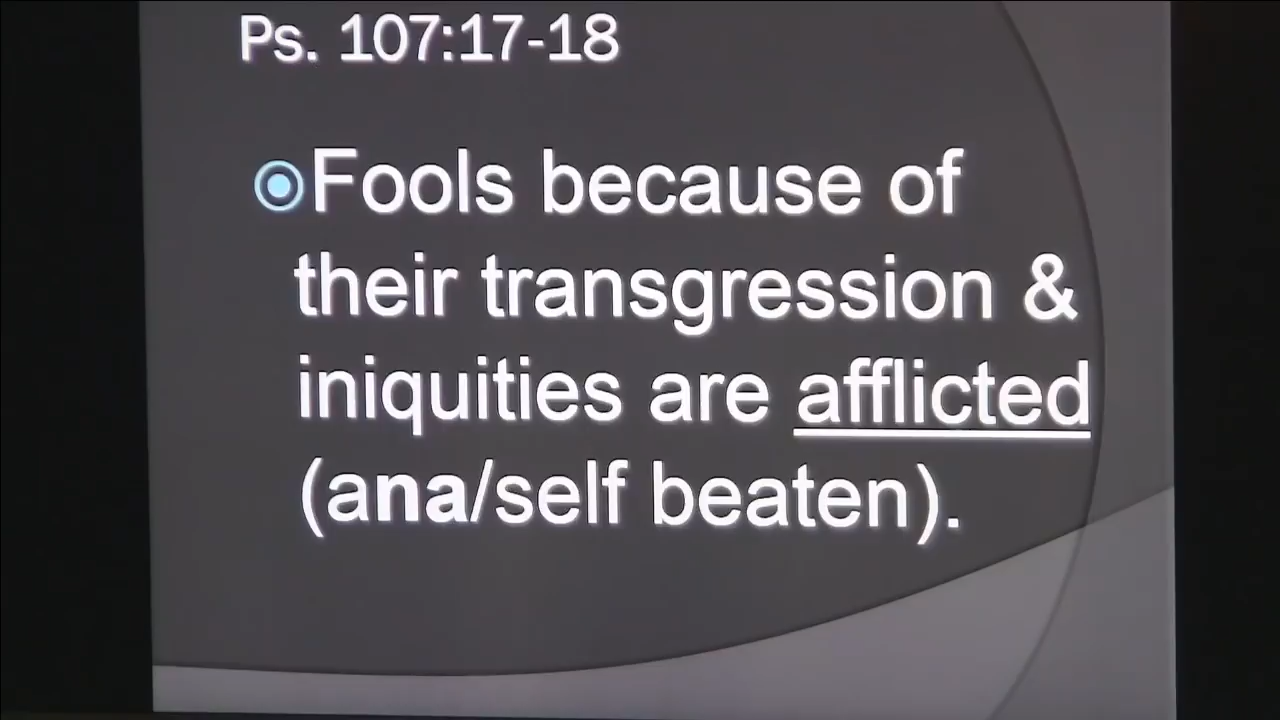 Ps. 107:17-18
Fools because of
their transgression &
iniquities are afflicted
(ana/self beaten).